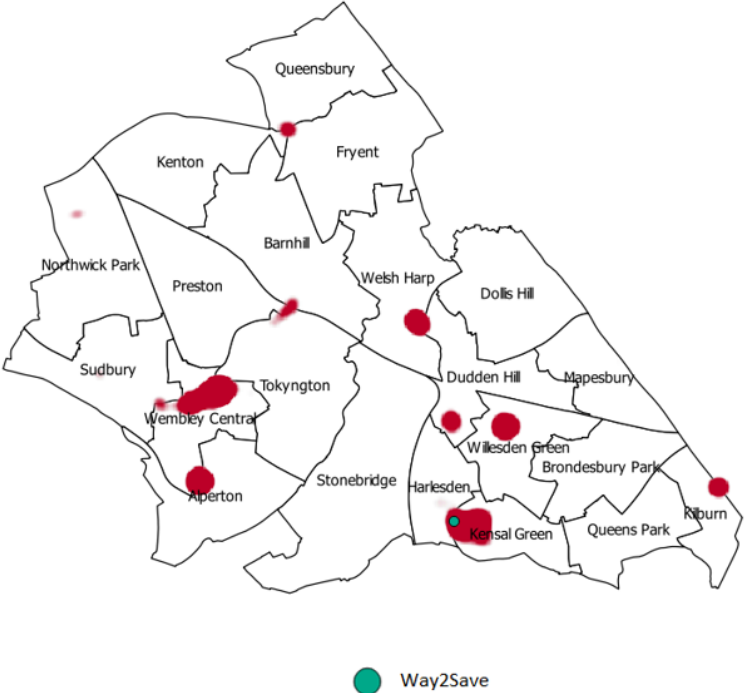 Queensbury
Fryent
Kenton
Barnhill
Northwick Park
Welsh Harp
Preston
Dollis Hill
Sudbury
Tokyngton
Dudden Hill
Mapesbury
Wembley Central
Willesden Green
Brondesbury Park
Stonebridge
Harlesden
Alperton
Kilburn
Kensal Green
Queens Park
Way2Save